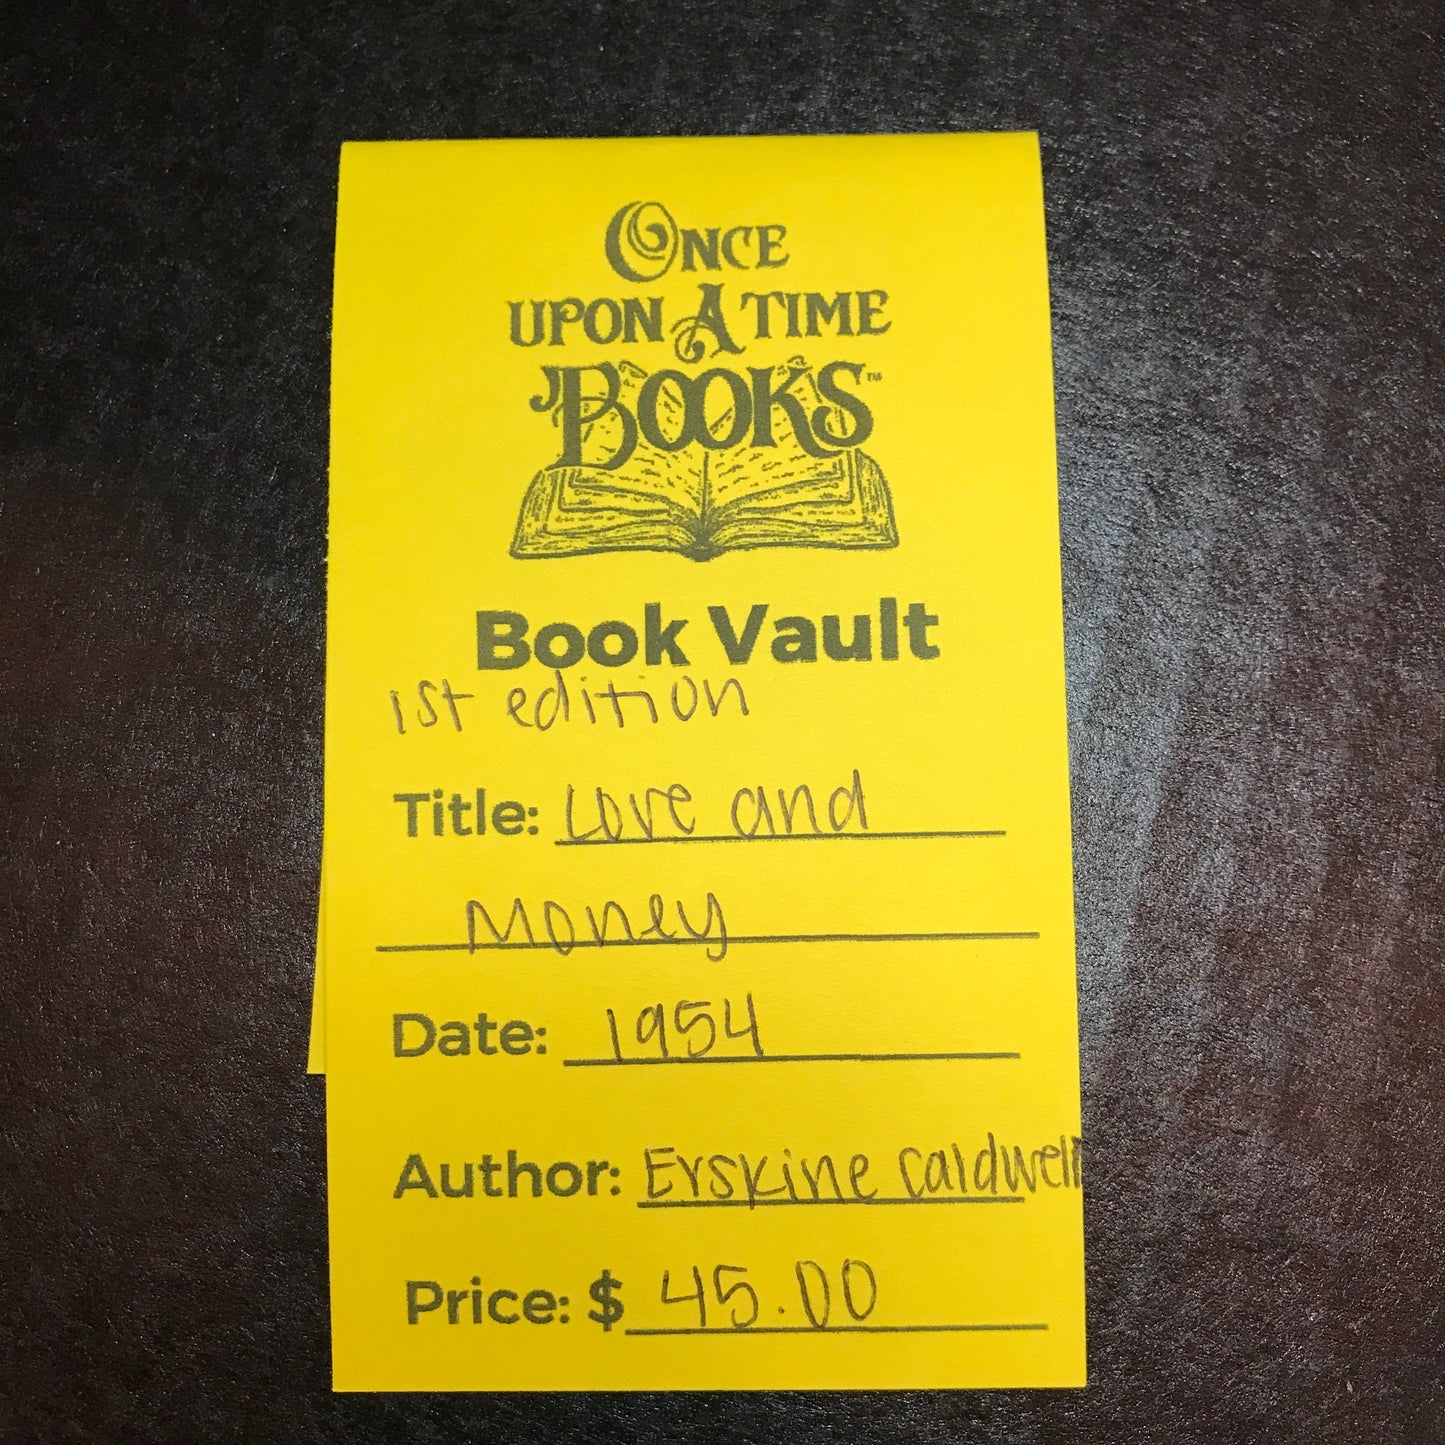 ONCE
UPON A TIME
BOOKS™
Book Vault
1st edition
Title: Love and
Money
Date: 1954
Author: Erskine Caldwell
Price: $ 45.00